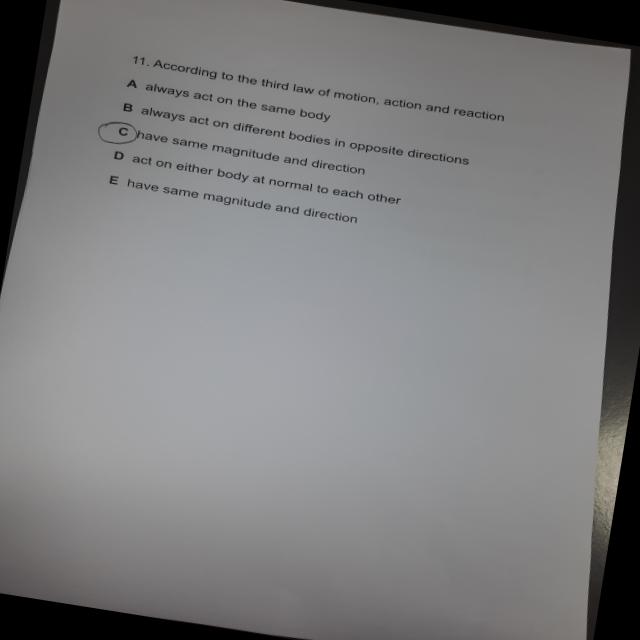 11. According to the third law of motion, action and reaction
A always act on the same body
B always act on different bodies in opposite directions
C have same magnitude and direction
D act on either body at normal to each other
E have same magnitude and direction